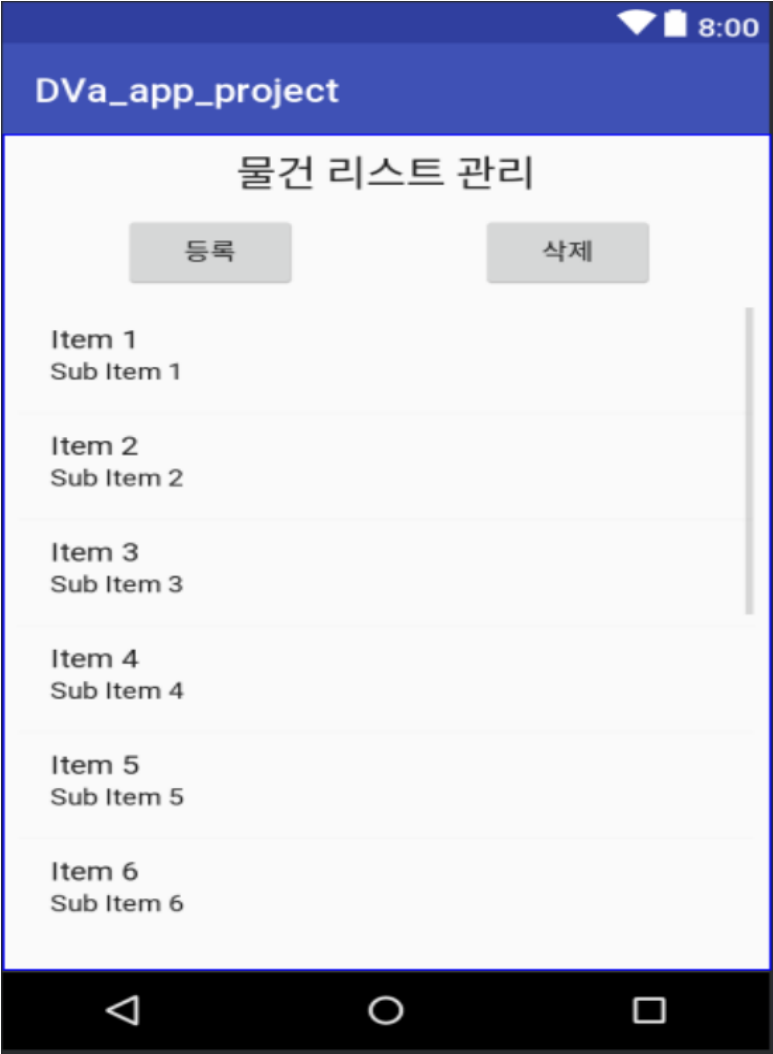 8:00
DVa_app_project
물건 리스트 관리
등록 삭제
Item 1
Sub Item 1
Item 2
Sub Item 2
Item 3
Sub Item 3
Item 4
Sub Item 4
Item 5
Sub Item 5
Item 6
Sub Item 6